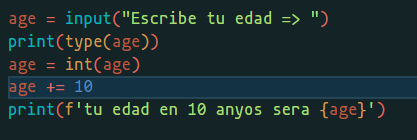 age = input("Escribe tu edad => ")
print(type(age))
age = int(age)
age += 10
print(f'tu edad en 10 anyos sera {age}')